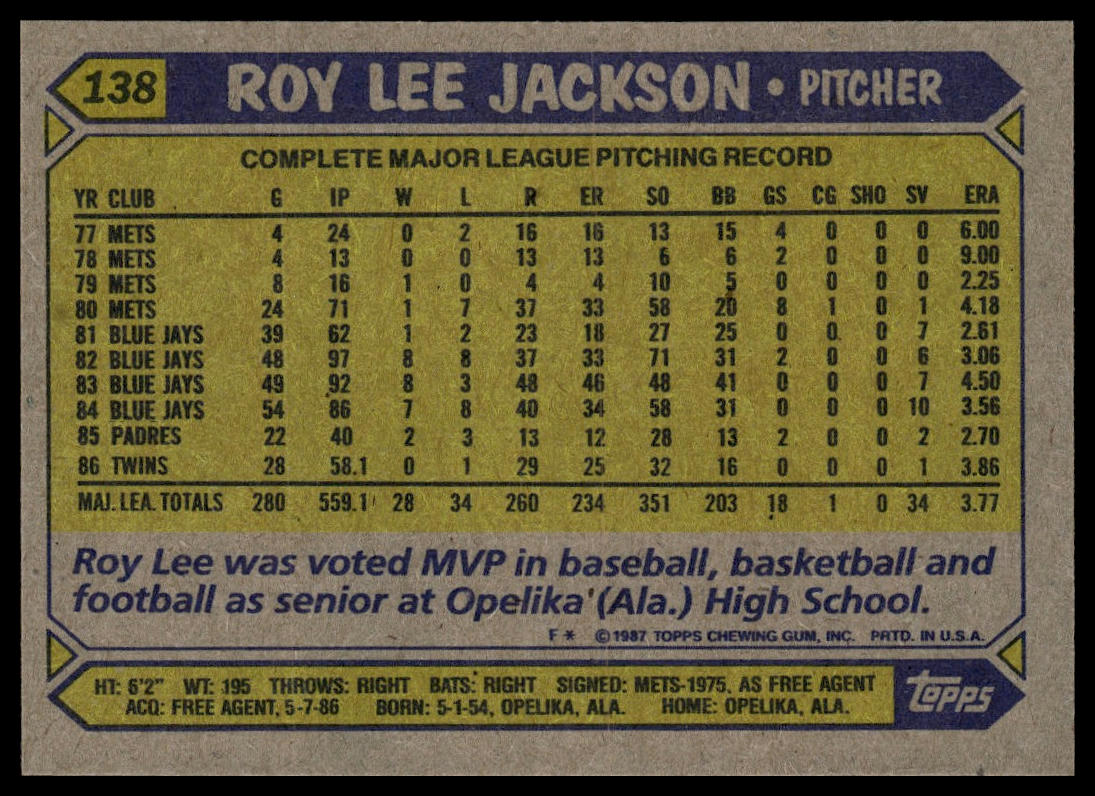 138 ROY LEE JACKSON • PITCHER
COMPLETE MAJOR LEAGUE PITCHING RECORD
YR CLUB G IP W L R ER SO BB GS CG SHO SV ERA
77 METS 4 24 0 2 16 16 13 15 4 0 0 0 6.00
78 METS 4 13 0 0 13 13 6 6 2 0 0 0 9.00
79 METS 8 16 1 0 4 4 10 5 0 0 0 0 2.25
80 METS 24 71 1 7 37 33 58 20 8 1 0 1 4.18
81 BLUE JAYS 39 62 1 2 23 18 27 25 0 0 0 7 2.61
82 BLUE JAYS 48 97 8 8 37 33 71 31 2 0 0 6 3.06
83 BLUE JAYS 49 92 8 3 48 46 48 41 0 0 0 7 4.50
84 BLUE JAYS 54 86 7 8 40 34 58 31 0 0 0 10 3.56
85 PADRES 22 40 2 3 13 12 28 13 2 0 0 2 2.70
86 TWINS 28 58.1 0 1 29 25 32 16 0 0 0 1 3.86
MAJ. LEA. TOTALS 280 559.1 28 34 260 234 351 203 18 1 0 34 3.77
Roy Lee was voted MVP in baseball, basketball and
football as senior at Opelika (Ala.) High School.
F * © 1987 TOPPS CHEWING GUM, INC. PRTD. IN U.S.A.
HT: 6'2" WT: 195 THROWS: RIGHT BATS: RIGHT SIGNED: METS-1975, AS FREE AGENT
ACQ: FREE AGENT, 5-7-86 BORN: 5-1-54, OPELIKA, ALA. HOME: OPELIKA, ALA.
topps